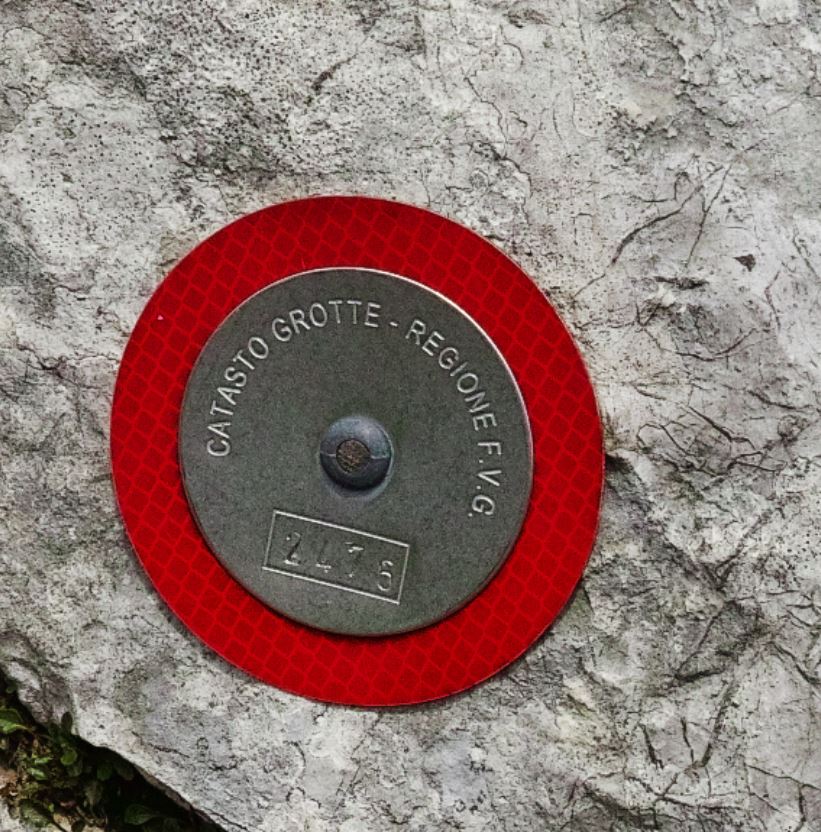 CATASTO GROTTE - REGIONE F.V.G.
2476